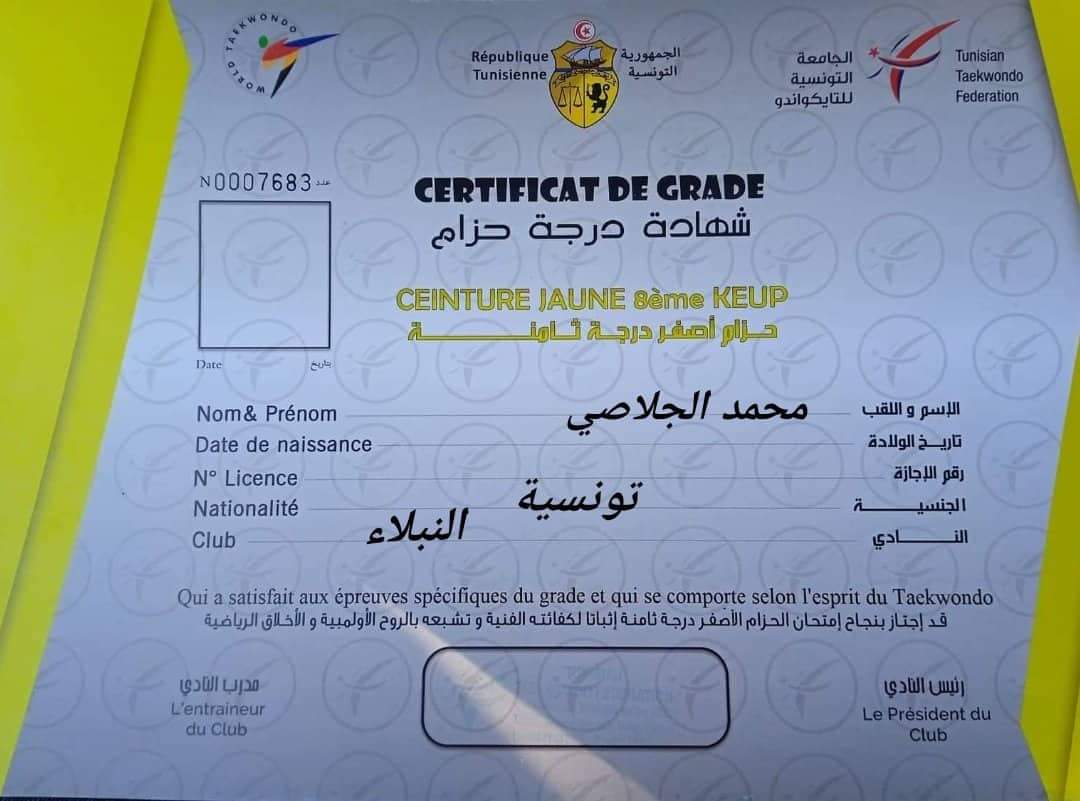 WORLD TAEKWONDO
République الجمهورية
Tunisienne التونسية
الجامعة
التونسية
للتايكواندو
Tunisian
Taekwondo
Federation
N0007683 عدد
CERTIFICAT DE GRADE
شهادة درجة حزام
CEINTURE JAUNE 8ème KEUP
حزام أصفر درجة ثامنة
Date بتاريخ
Nom& Prénom محمد الجلاصي الإسم و اللقب
Date de naissance تاريخ الولادة
N° Licence رقم الإجازة
Nationalité تونسية الجنسية
Club النبلاء النادي
Qui a satisfait aux épreuves spécifiques du grade et qui se comporte selon l'esprit du Taekwondo
قد إجتاز بنجاح إمتحان الحزام الأصفر درجة ثامنة إثباتا لكفائته الفنية و تشبعه بالروح الأولمبية و الأخلاق الرياضية
مدرب النادي
L'entraineur
du Club
رئيس النادي
Le Président du
Club